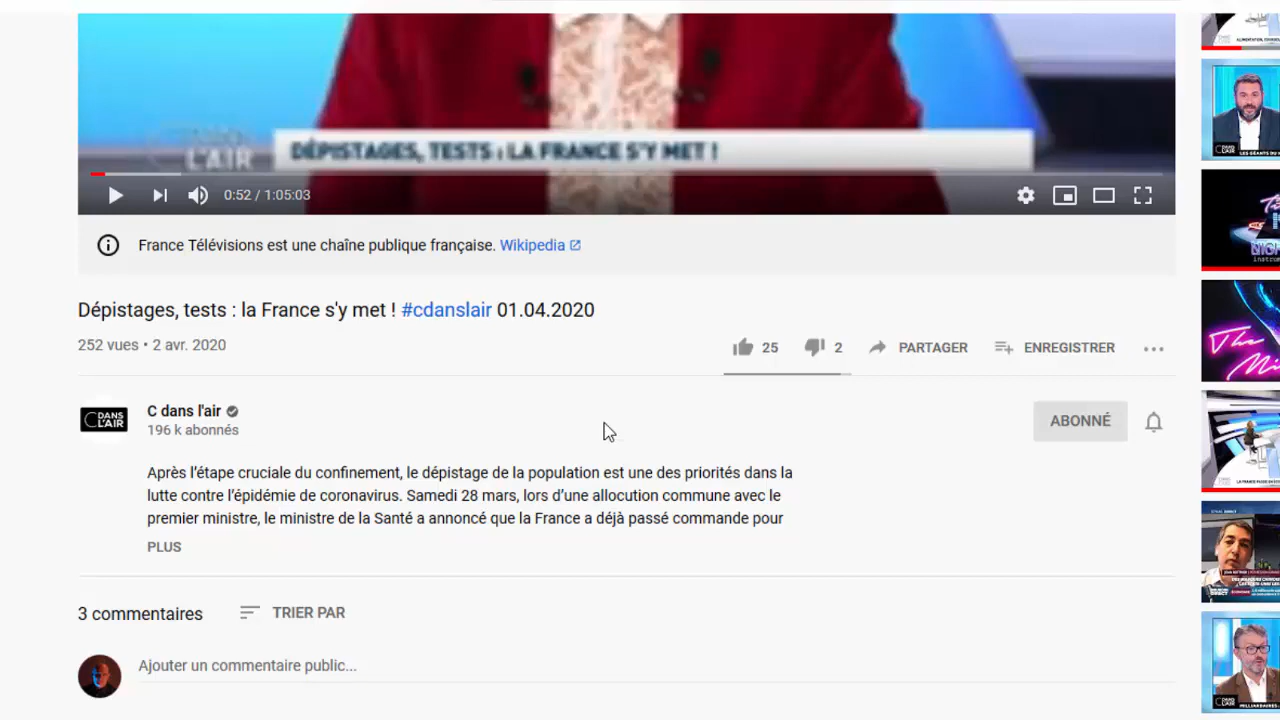 C DANS
L'AIR
DÉPISTAGES, TESTS : LA FRANCE S'Y MET !
0:52 / 1:05:03
France Télévisions est une chaîne publique française. Wikipedia
Dépistages, tests : la France s'y met ! #cdanslair 01.04.2020
252 vues • 2 avr. 2020
25 2 PARTAGER ENREGISTRER
C DANS
L'AIR
C dans l'air
196 k abonnés
ABONNÉ
Après l’étape cruciale du confinement, le dépistage de la population est une des priorités dans la
lutte contre l’épidémie de coronavirus. Samedi 28 mars, lors d’une allocution commune avec le
premier ministre, le ministre de la Santé a annoncé que la France a déjà passé commande pour
PLUS
3 commentaires TRIER PAR
Ajouter un commentaire public...